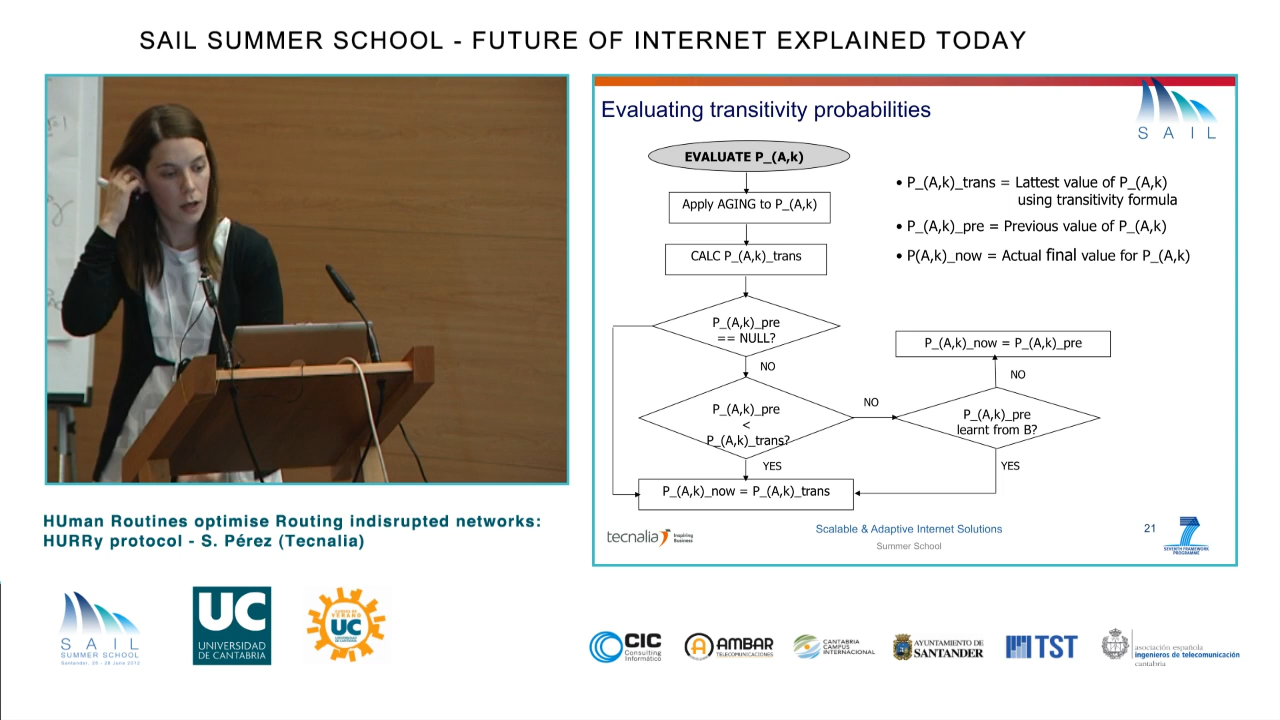 SAIL SUMMER SCHOOL - FUTURE OF INTERNET EXPLAINED TODAY
Evaluating transitivity probabilities
S A I L
EVALUATE P_(A,k)
Apply AGING to P_(A,k)
CALC P_(A,k)_trans
P_(A,k)_pre
== NULL?
NO
P_(A,k)_pre
<
P_(A,k)_trans?
YES
P_(A,k)_now = P_(A,k)_trans
NO
P_(A,k)_pre
learnt from B?
NO
P_(A,k)_now = P_(A,k)_pre
YES
• P_(A,k)_trans = Lattest value of P_(A,k)
using transitivity formula
• P_(A,k)_pre = Previous value of P_(A,k)
• P(A,k)_now = Actual final value for P_(A,k)
tecnalia Inspiring
Business
Scalable & Adaptive Internet Solutions
Summer School
21
SEVENTH FRAMEWORK
PROGRAMME
HUman Routines optimise Routing indisrupted networks:
HURRy protocol - S. Pérez (Tecnalia)
S A I L
SUMMER SCHOOL
Santander, 25 - 28 June 2012
UC
UNIVERSIDAD
DE CANTABRIA
CURSOS DE
VERANO
UC
CIC
Consulting
Informático
AMBAR
TELECOMUNICACIONES
CANTABRIA
CAMPUS
INTERNACIONAL
AYUNTAMIENTO DE
SANTANDER
TST
asociación española
ingenieros de telecomunicación
cantabria